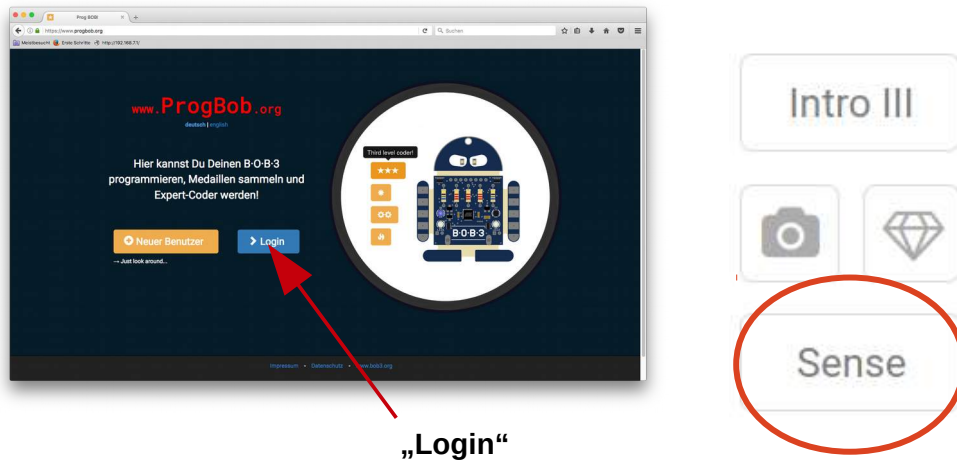 Prog BOB!
https://www.progbob.org
Suchen
Meistbesucht Erste Schritte http://192.168.7.1/
www.ProgBob.org
deutsch | english
Hier kannst Du Deinen B·O·B·3
programmieren, Medaillen sammeln und
Expert-Coder werden!
Neuer Benutzer
Login
→ Just look around...
Third level coder!
B·O·B·3
Impressum • Datenschutz • www.bob3.org
„Login“
Intro III
Sense